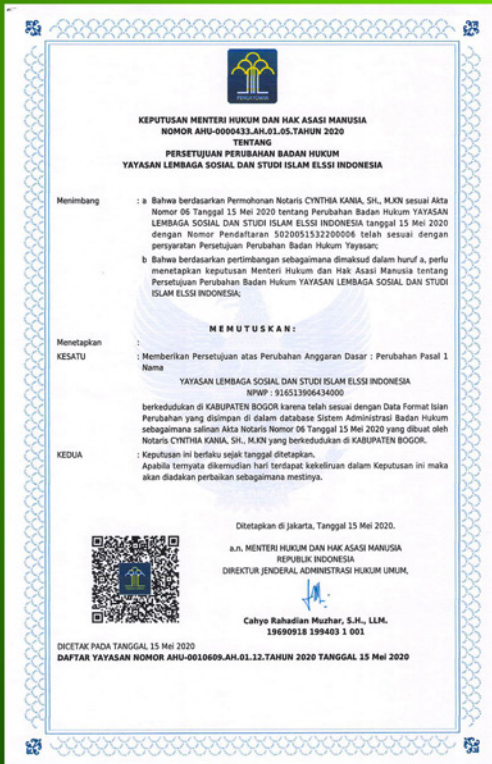 PENGAYOMAN
KEPUTUSAN MENTERI HUKUM DAN HAK ASASI MANUSIA
NOMOR AHU-0000433.AH.01.05.TAHUN 2020
TENTANG
PERSETUJUAN PERUBAHAN BADAN HUKUM
YAYASAN LEMBAGA SOSIAL DAN STUDI ISLAM ELSSI INDONESIA
Menimbang : a Bahwa berdasarkan Permohonan Notaris CYNTHIA KANIA, SH., M.KN sesuai Akta
Nomor 06 Tanggal 15 Mei 2020 tentang Perubahan Badan Hukum YAYASAN
LEMBAGA SOSIAL DAN STUDI ISLAM ELSSI INDONESIA tanggal 15 Mei 2020
dengan Nomor Pendaftaran 5020051532200006 telah sesuai dengan
persyaratan Persetujuan Perubahan Badan Hukum Yayasan;
b Bahwa berdasarkan pertimbangan sebagaimana dimaksud dalam huruf a, perlu
menetapkan keputusan Menteri Hukum dan Hak Asasi Manusia tentang
Persetujuan Perubahan Badan Hukum YAYASAN LEMBAGA SOSIAL DAN STUDI
ISLAM ELSSI INDONESIA;
MEMUTUSKAN:
Menetapkan :
KESATU : Memberikan Persetujuan atas Perubahan Anggaran Dasar : Perubahan Pasal 1
Nama
YAYASAN LEMBAGA SOSIAL DAN STUDI ISLAM ELSSI INDONESIA
NPWP : 916513906434000
berkedudukan di KABUPATEN BOGOR karena telah sesuai dengan Data Format Isian
Perubahan yang disimpan di dalam database Sistem Administrasi Badan Hukum
sebagaimana salinan Akta Notaris Nomor 06 Tanggal 15 Mei 2020 yang dibuat oleh
Notaris CYNTHIA KANIA, SH., M.KN yang berkedudukan di KABUPATEN BOGOR.
KEDUA : Keputusan ini berlaku sejak tanggal ditetapkan.
Apabila ternyata dikemudian hari terdapat kekeliruan dalam Keputusan ini maka
akan diadakan perbaikan sebagaimana mestinya.
Ditetapkan di Jakarta, Tanggal 15 Mei 2020.
a.n. MENTERI HUKUM DAN HAK ASASI MANUSIA
REPUBLIK INDONESIA
DIREKTUR JENDERAL ADMINISTRASI HUKUM UMUM,
Cahyo Rahadian Muzhar, S.H., LLM.
19690918 199403 1 001
DICETAK PADA TANGGAL 15 Mei 2020
DAFTAR YAYASAN NOMOR AHU-0010609.AH.01.12.TAHUN 2020 TANGGAL 15 Mei 2020